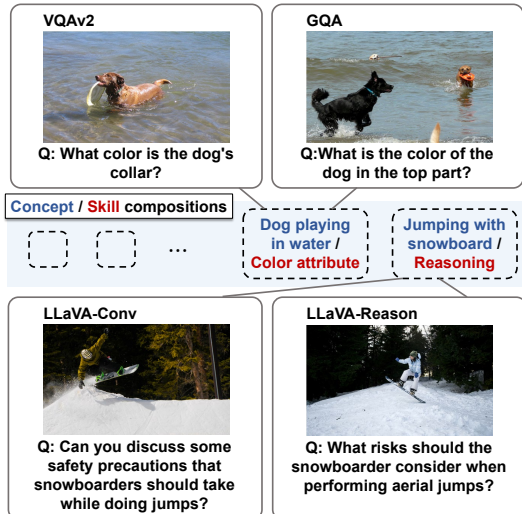 VQAv2
Q: What color is the dog's
collar?
GQA
Q:What is the color of the
dog in the top part?
Concept / Skill compositions
...
Dog playing
in water /
Color attribute
Jumping with
snowboard /
Reasoning
LLaVA-Conv
Q: Can you discuss some
safety precautions that
snowboarders should take
while doing jumps?
LLaVA-Reason
Q: What risks should the
snowboarder consider when
performing aerial jumps?